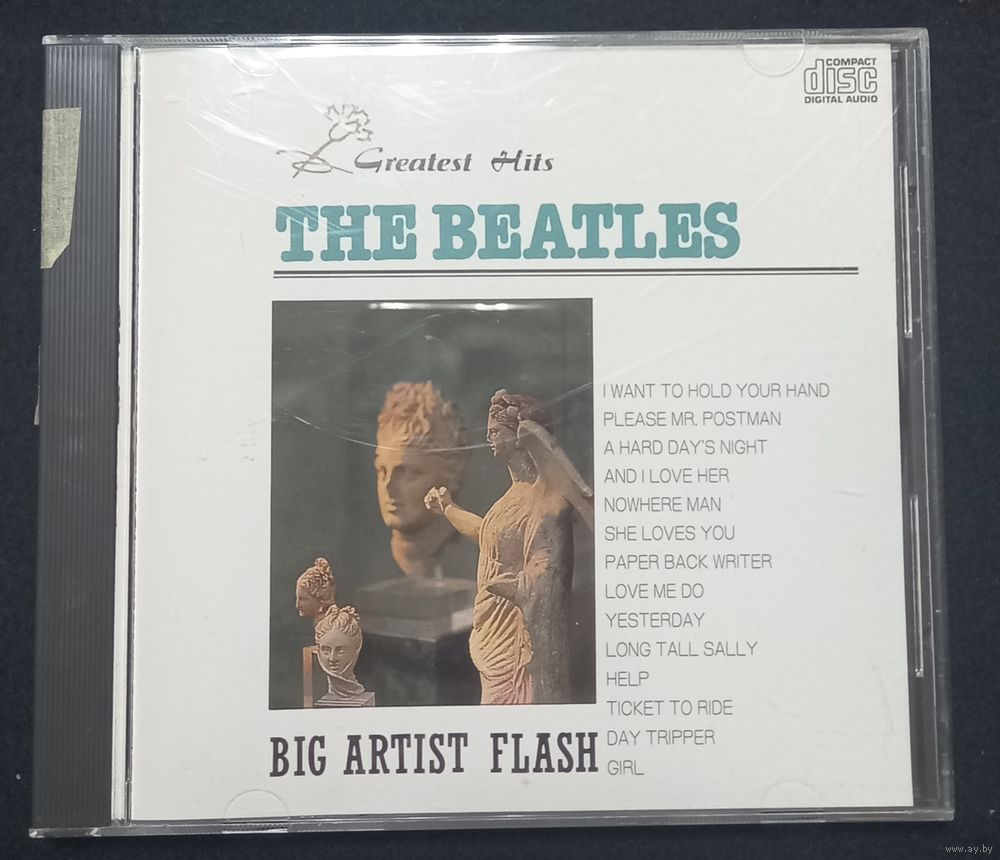 COMPACT
disc
DIGITAL AUDIO
Greatest Hits
THE BEATLES
I WANT TO HOLD YOUR HAND
PLEASE MR. POSTMAN
A HARD DAY'S NIGHT
AND I LOVE HER
NOWHERE MAN
SHE LOVES YOU
PAPER BACK WRITER
LOVE ME DO
YESTERDAY
LONG TALL SALLY
HELP
TICKET TO RIDE
DAY TRIPPER
GIRL
BIG ARTIST FLASH
www.ay.by